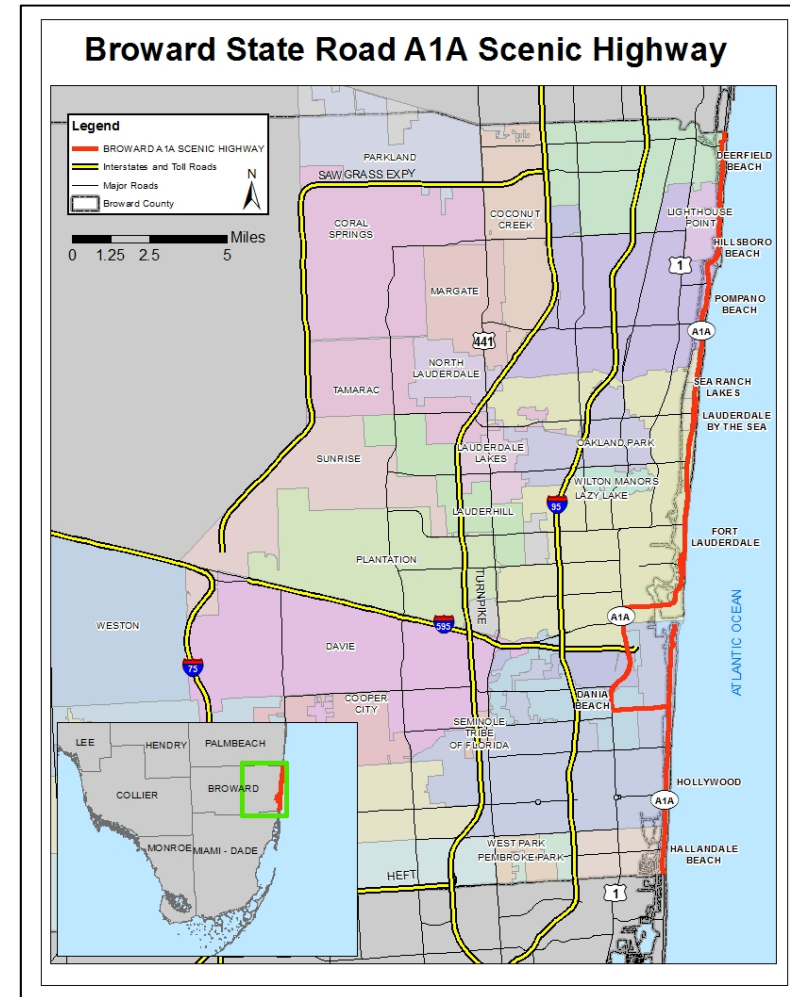 Broward State Road A1A Scenic Highway
Legend
BROWARD A1A SCENIC HIGHWAY
Interstates and Toll Roads
Major Roads
Broward County
N
0 1.25 2.5 5
Miles
PARKLAND
SAWGRASS EXPY
DEERFIELD
BEACH
CORAL
SPRINGS
COCONUT
CREEK
LIGHTHOUSE
POINT
HILLSBORO
BEACH
1
MARGATE
POMPANO
BEACH
A1A
441
NORTH
LAUDERDALE
TAMARAC
SEA RANCH
LAKES
LAUDERDALE
BY THE SEA
SUNRISE
LAUDERDALE
LAKES
OAKLAND PARK
WILTON MANORS
LAZY LAKE
95
LAUDERHILL
FORT
LAUDERDALE
PLANTATION
TURNPIKE
WESTON
595
A1A
ATLANTIC OCEAN
DAVIE
75
COOPER
CITY
DANIA
BEACH
SEMINOLE
TRIBE
OF FLORIDA
HOLLYWOOD
A1A
WEST PARK
PEMBROKE PARK
HALLANDALE
BEACH
HEFT
1
LEE
HENDRY
PALMBEACH
COLLIER
BROWARD
MONROE
MIAMI - DADE